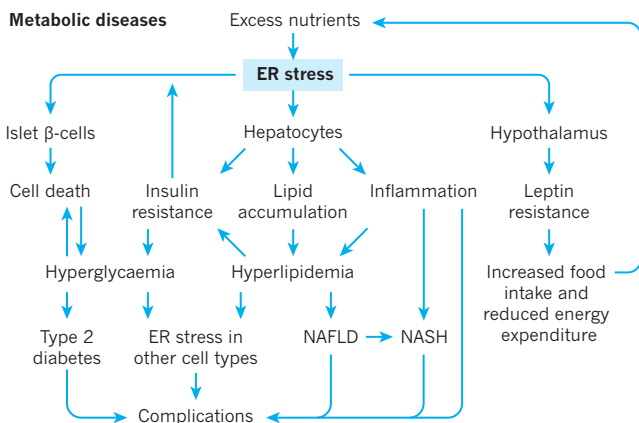 Metabolic diseases
Excess nutrients
ER stress
Islet β-cells
Hepatocytes
Hypothalamus
Cell death
Insulin
resistance
Lipid
accumulation
Inflammation
Leptin
resistance
Hyperglycaemia
Hyperlipidemia
Increased food
intake and
reduced energy
expenditure
Type 2
diabetes
ER stress in
other cell types
NAFLD
NASH
Complications